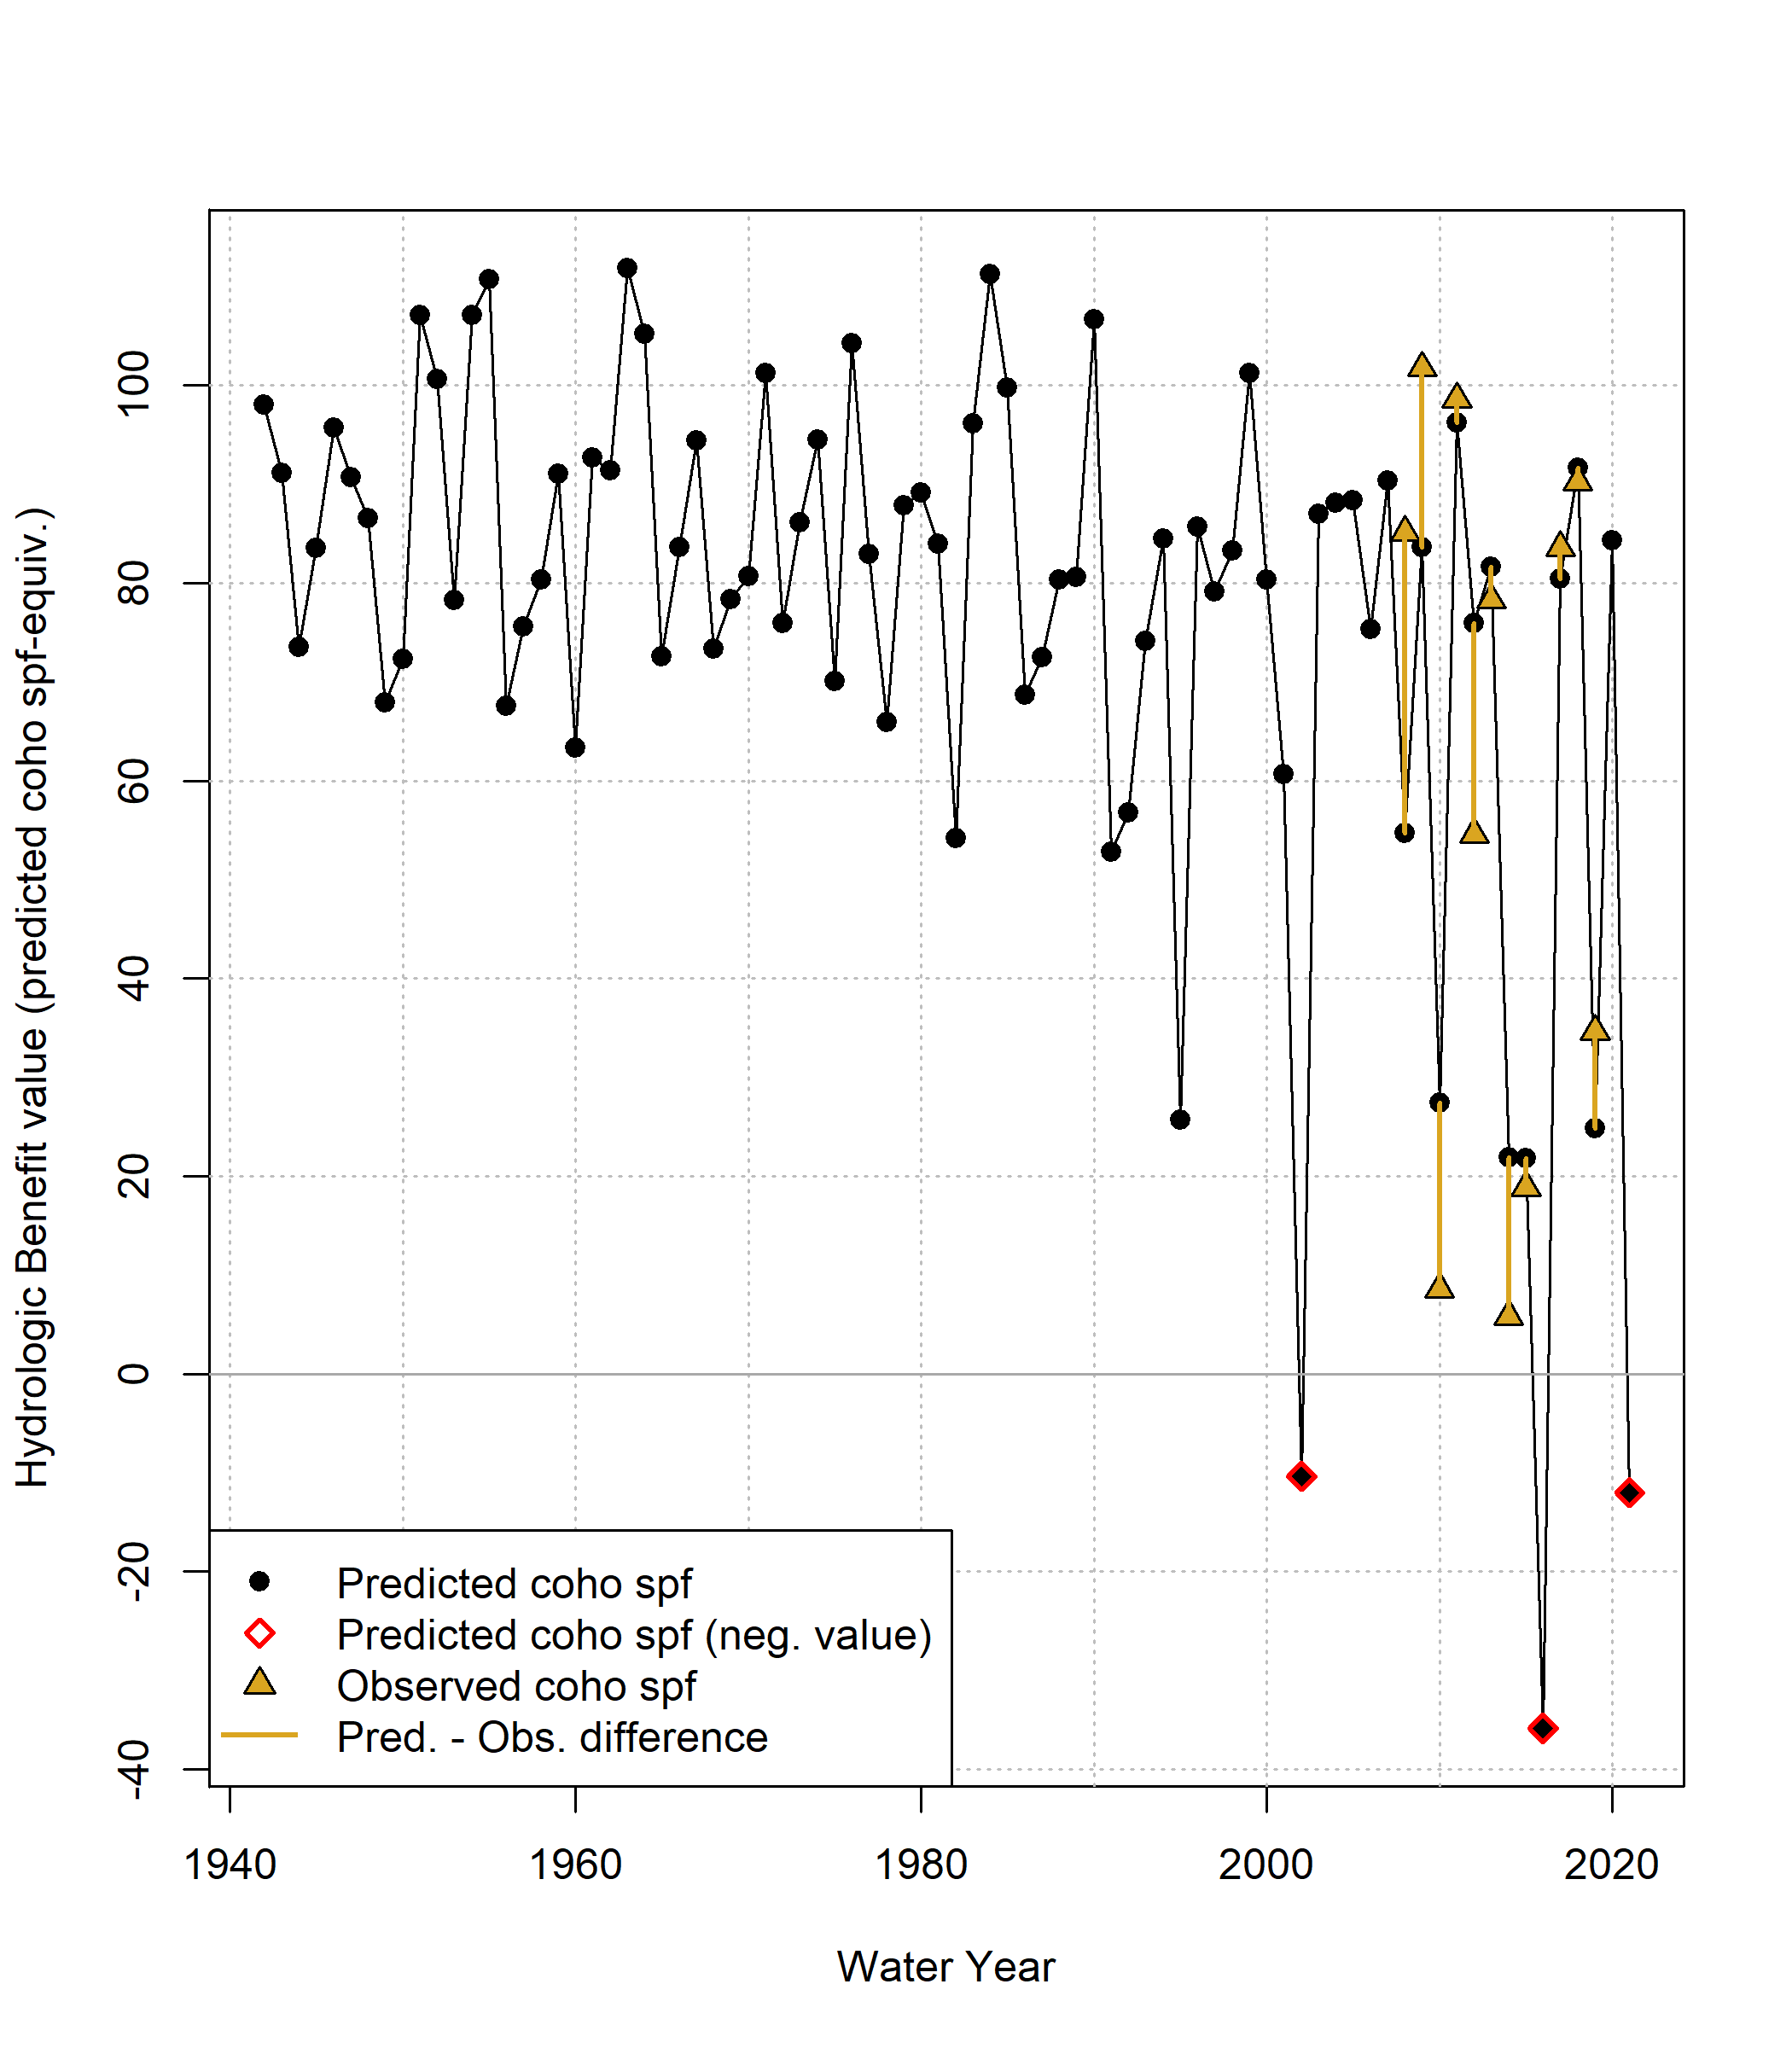 Hydrologic Benefit value (predicted coho spf-equiv.)
100
80
60
40
20
0
-20
-40
Predicted coho spf
Predicted coho spf (neg. value)
Observed coho spf
Pred. - Obs. difference
1940 1960 1980 2000 2020
Water Year